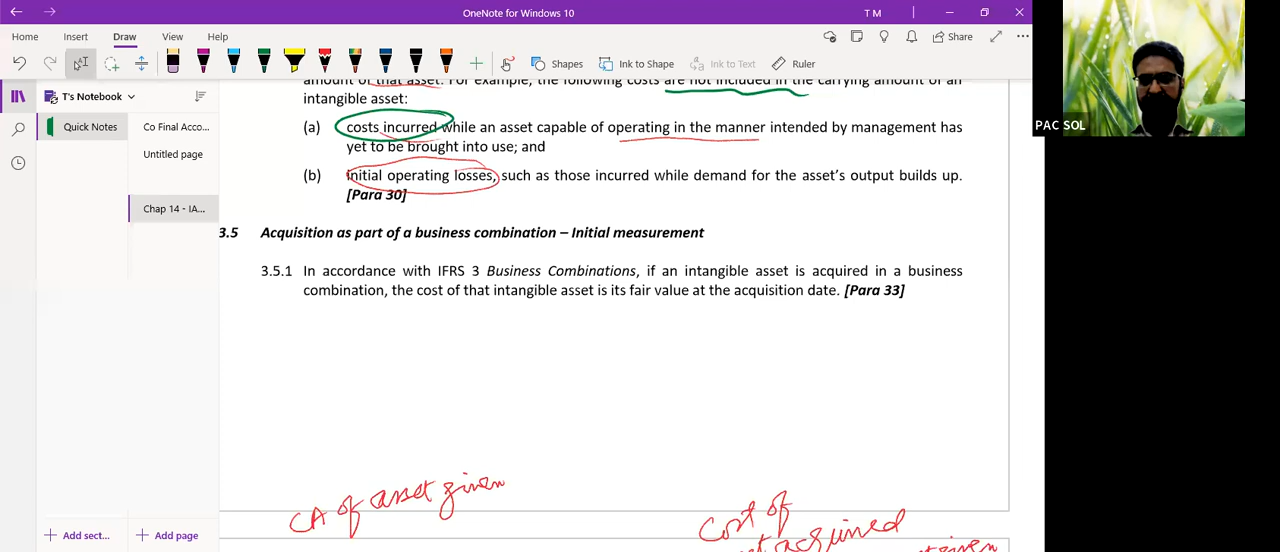 OneNote for Windows 10
T M
Home
Insert
Draw
View
Help
Share
Shapes
Ink to Shape
Ink to Text
Ruler
T's Notebook
Quick Notes
Co Final Acco...
Untitled page
Chap 14 - IA...
Add sect...
Add page
PAC SOL
amount of that asset. For example, the following costs are not included in the carrying amount of an
intangible asset:
(a) costs incurred while an asset capable of operating in the manner intended by management has
yet to be brought into use; and
(b) initial operating losses, such as those incurred while demand for the asset's output builds up.
[Para 30]
3.5 Acquisition as part of a business combination – Initial measurement
3.5.1 In accordance with IFRS 3 Business Combinations, if an intangible asset is acquired in a business
combination, the cost of that intangible asset is its fair value at the acquisition date. [Para 33]
CA of asset given
Cost of
acquired
given